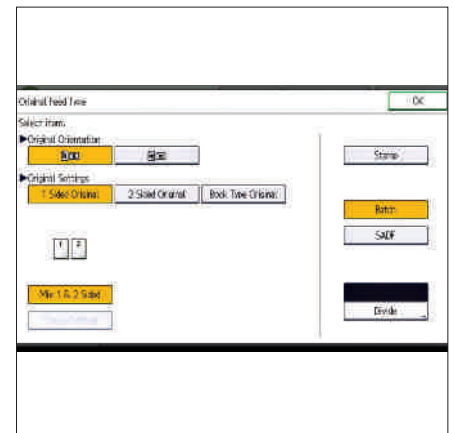 Original Feed Type
OK
Select item.
▶Original Orientation
Stamp
▶Original Settings
1 Sided Original
2 Sided Original
Book Type Original
Batch
SADF
1 2
Mix 1 & 2 Sided
Divide